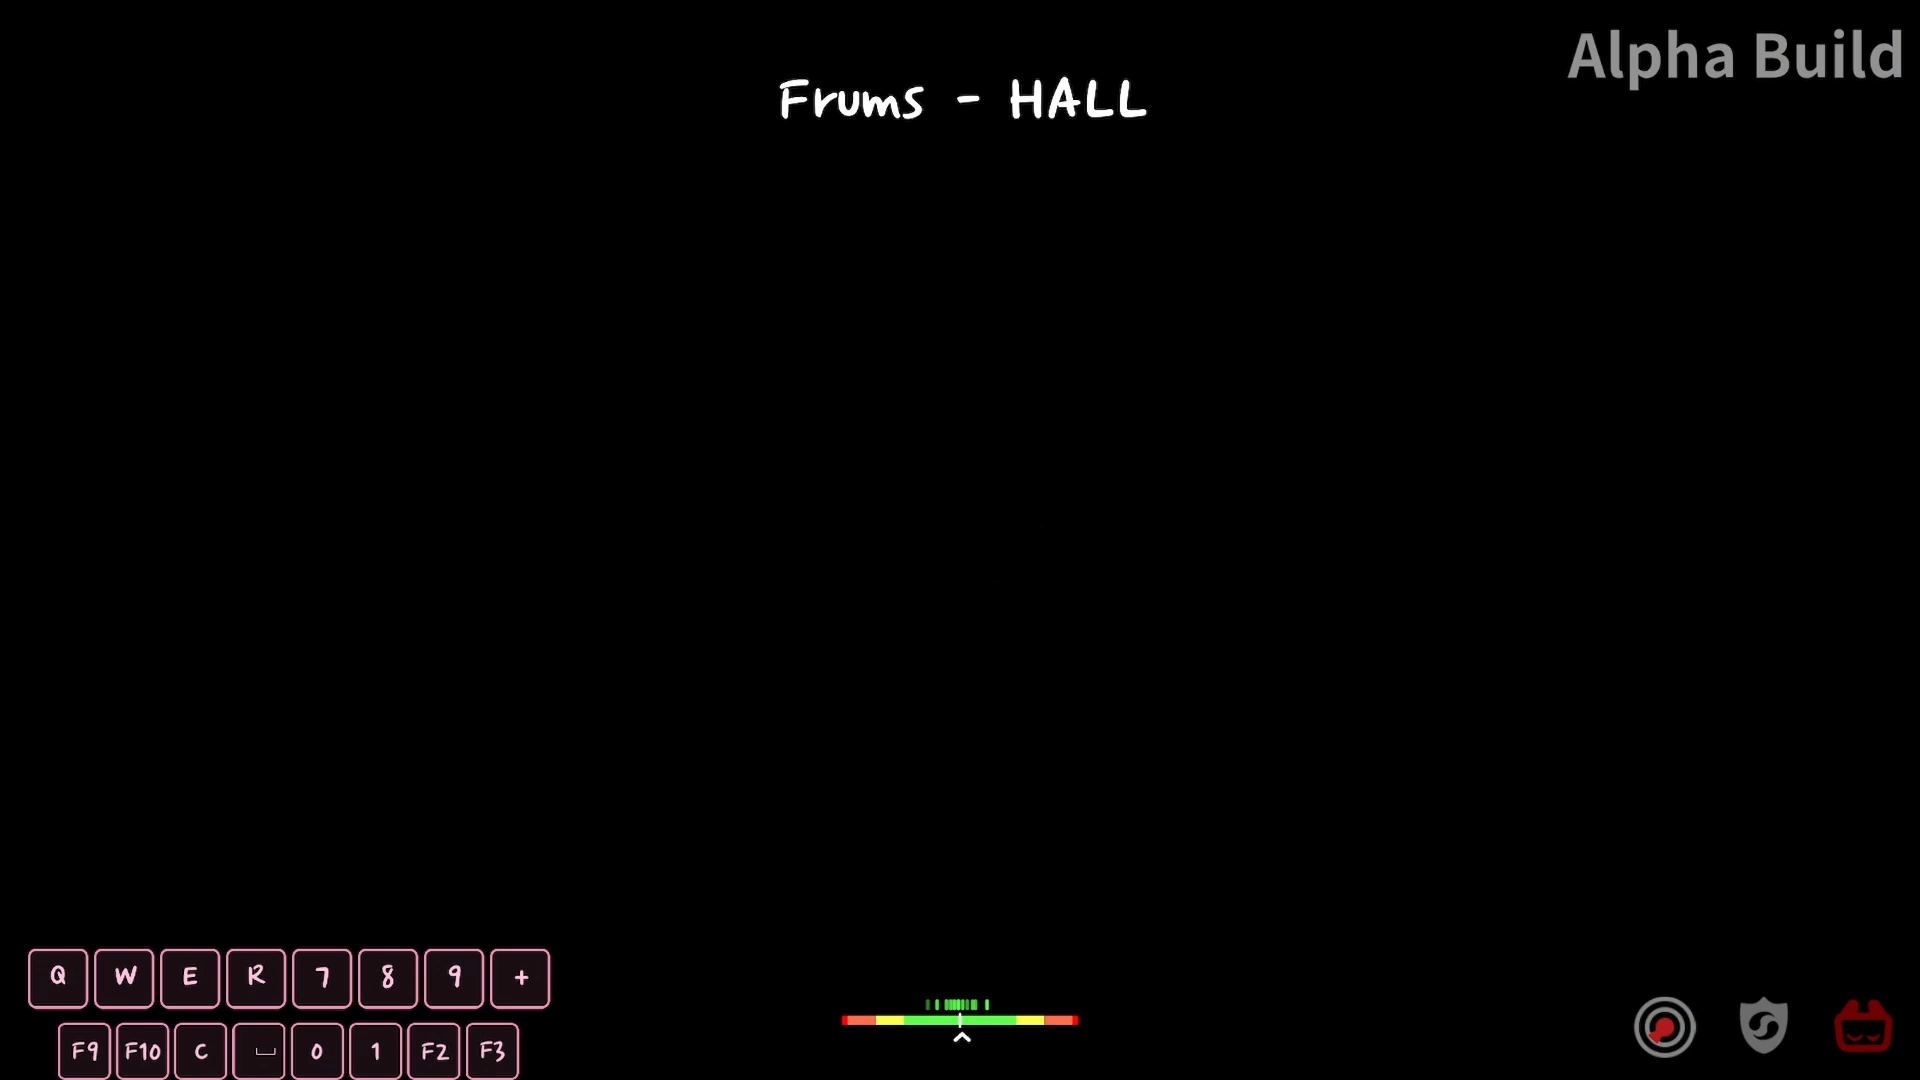 Alpha Build
Frums - HALL
Q W E R 7 8 9 +
F9 F10 C ⎵ 0 1 F2 F3